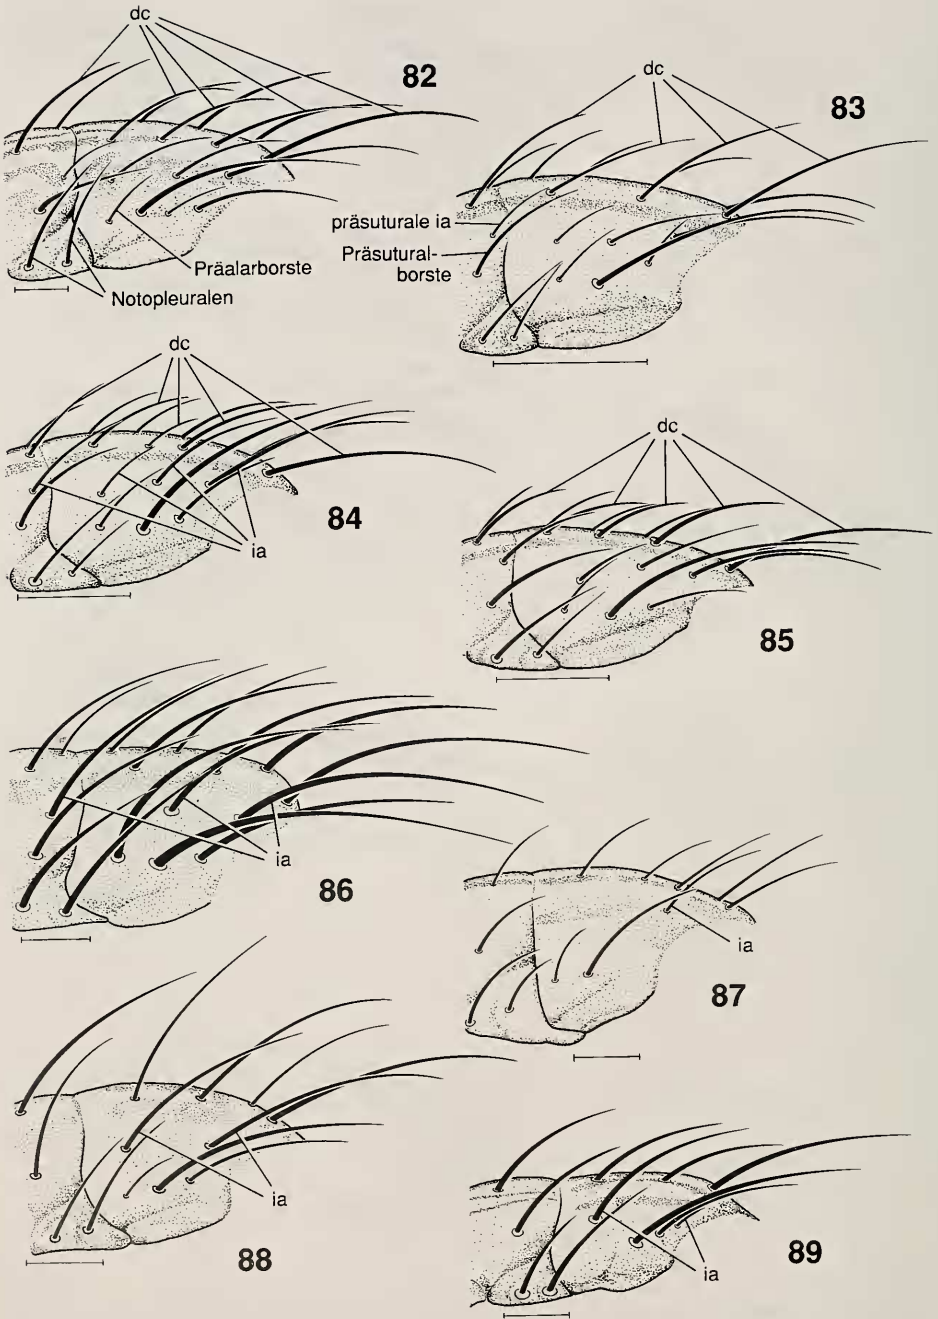 dc
82
Präalarborste
Notopleuralen
dc
83
präsuturale ia
Präsutural-
borste
dc
84
ia
dc
85
ia
86
ia
87
ia
88
ia
89